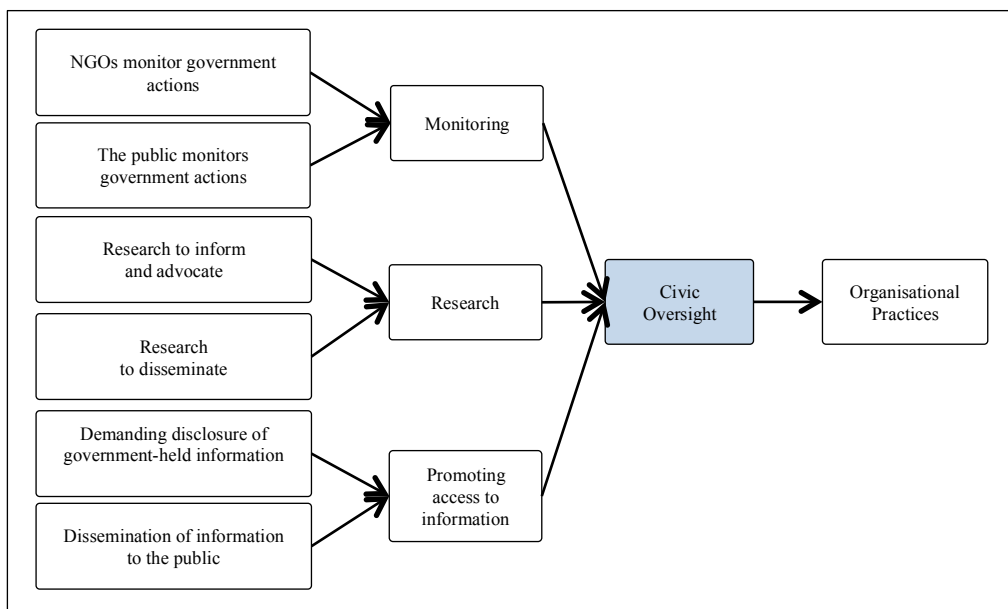 NGOs monitor government
actions
The public monitors
government actions
Monitoring
Research to inform
and advocate
Research
to disseminate
Research
Demanding disclosure of
government-held information
Dissemination of information
to the public
Promoting
access to
information
Civic
Oversight
Organisational
Practices